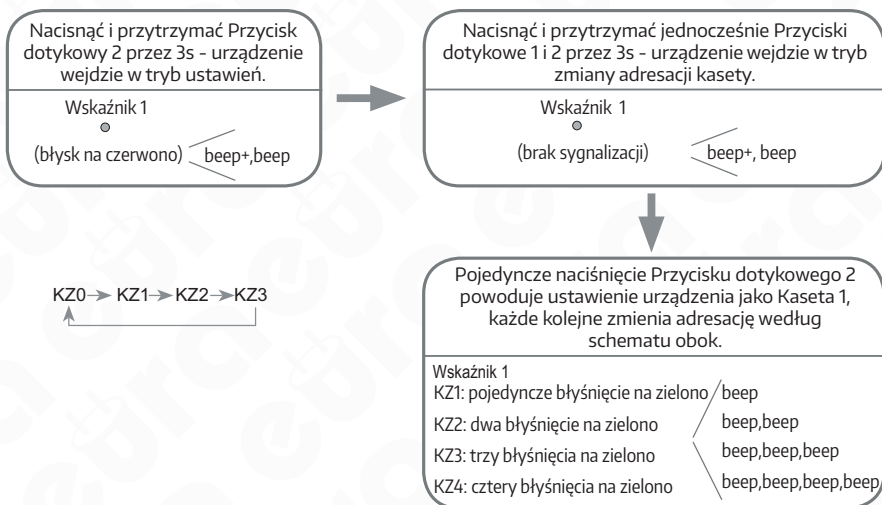 Nacisnąć i przytrzymać Przycisk
dotykowy 2 przez 3s - urządzenie
wejdzie w tryb ustawień.
Wskaźnik 1
(błysk na czerwono)
beep+,beep
Nacisnąć i przytrzymać jednocześnie Przyciski
dotykowe 1 i 2 przez 3s - urządzenie wejdzie w tryb
zmiany adresacji kasety.
Wskaźnik 1
(brak sygnalizacji)
beep+, beep
KZ0 KZ1 KZ2 KZ3
Pojedyncze naciśnięcie Przycisku dotykowego 2
powoduje ustawienie urządzenia jako Kaseta 1,
każde kolejne zmienia adresację według
schematu obok.
Wskaźnik 1
KZ1: pojedyncze błyśnięcie na zielono beep
KZ2: dwa błyśnięcie na zielono beep,beep
KZ3: trzy błyśnięcia na zielono beep,beep,beep
KZ4: cztery błyśnięcia na zielono beep,beep,beep,beep
eura